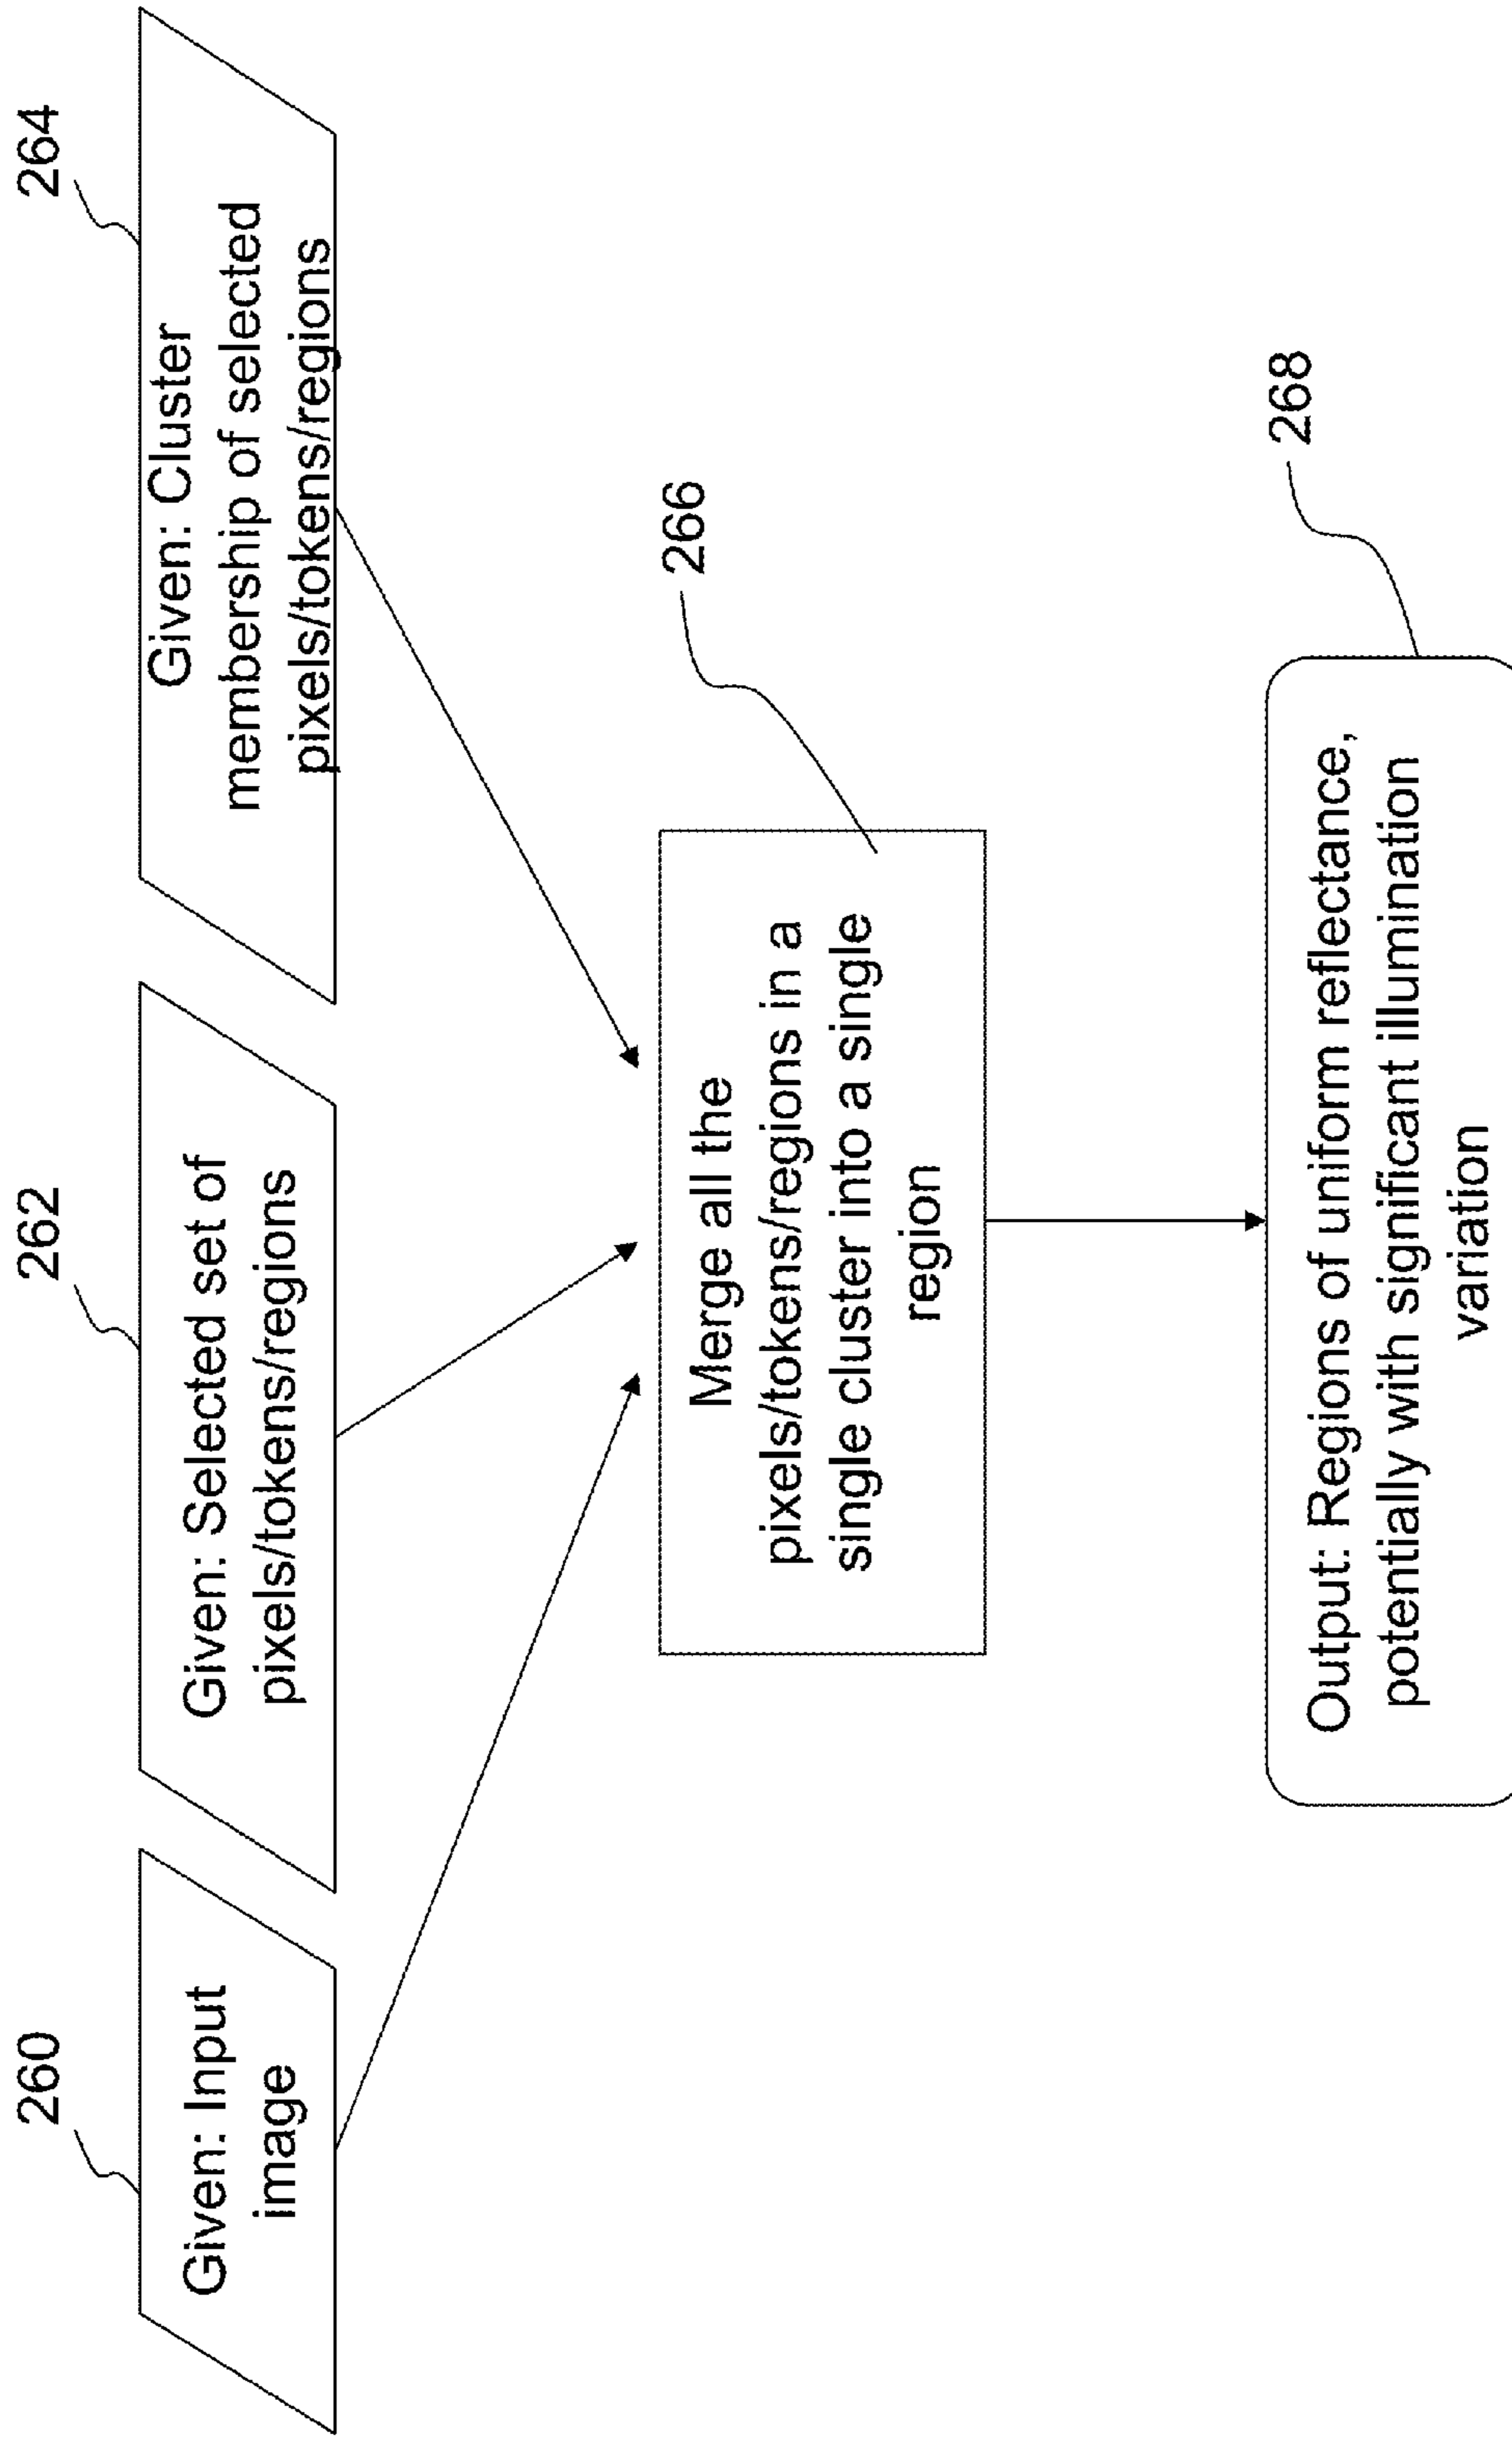 260
Given: Input
image
262
Given: Selected set of
pixels/tokens/regions
264
Given: Cluster
membership of selected
pixels/tokens/regions
266
Merge all the
pixels/tokens/regions in a
single cluster into a single
region
268
Output: Regions of uniform reflectance,
potentially with significant illumination
variation